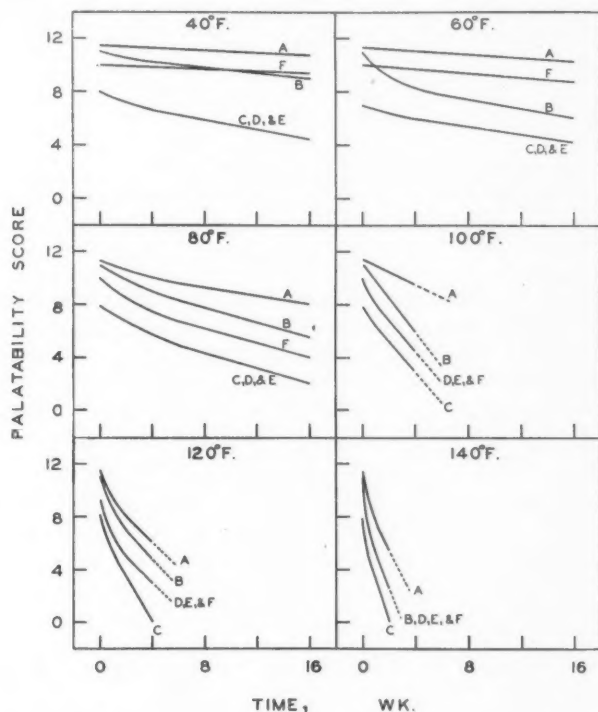 40°F.
60°F.
12
8
4
0
A
F
B
C, D, & E
A
F
B
C, D, & E
80°F.
100°F.
12
8
4
0
A
B
F
C, D, & E
A
B
D, E, & F
C
120°F.
140°F.
12
8
4
0
A
B
D, E, & F
C
A
B, D, E, & F
C
0 8 16 0 8 16
PALATABILITY SCORE
TIME, WK.